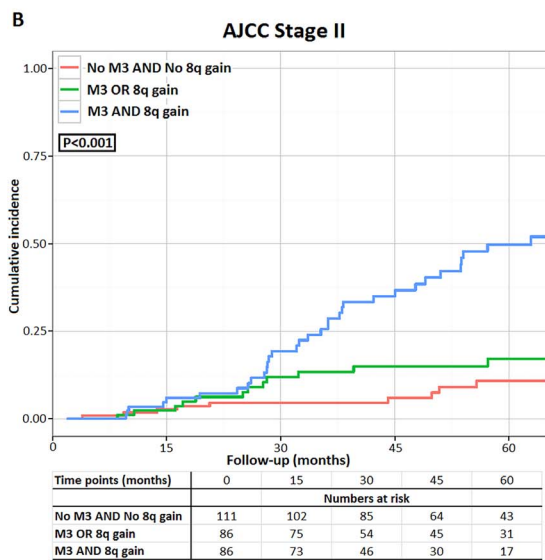 B
AJCC Stage II
No M3 AND No 8q gain
M3 OR 8q gain
M3 AND 8q gain
P<0.001
Cumulative incidence
1.00
0.75
0.50
0.25
0.00
0 15 30 45 60
Follow-up (months)
Time points (months) 0 15 30 45 60
Numbers at risk
No M3 AND No 8q gain 111 102 85 64 43
M3 OR 8q gain 86 75 54 45 31
M3 AND 8q gain 86 73 46 30 17